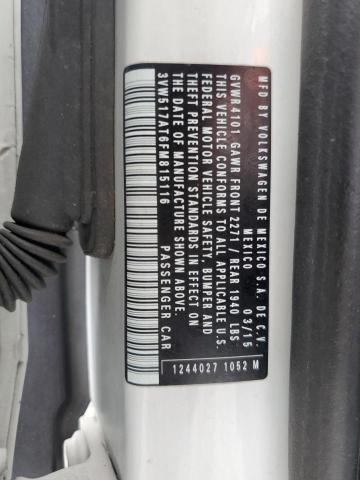 MFD BY VOLKSWAGEN DE MEXICO S.A. DE C.V.
MEXICO 03/15
GVWR 4101 GAWR FRONT 2271 / REAR 1940 LBS
THIS VEHICLE CONFORMS TO ALL APPLICABLE U.S.
FEDERAL MOTOR VEHICLE SAFETY, BUMPER AND
THEFT PREVENTION STANDARDS IN EFFECT ON
THE DATE OF MANUFACTURE SHOWN ABOVE.
3VW517AT6FM815116 PASSENGER CAR
1244027 1052 M